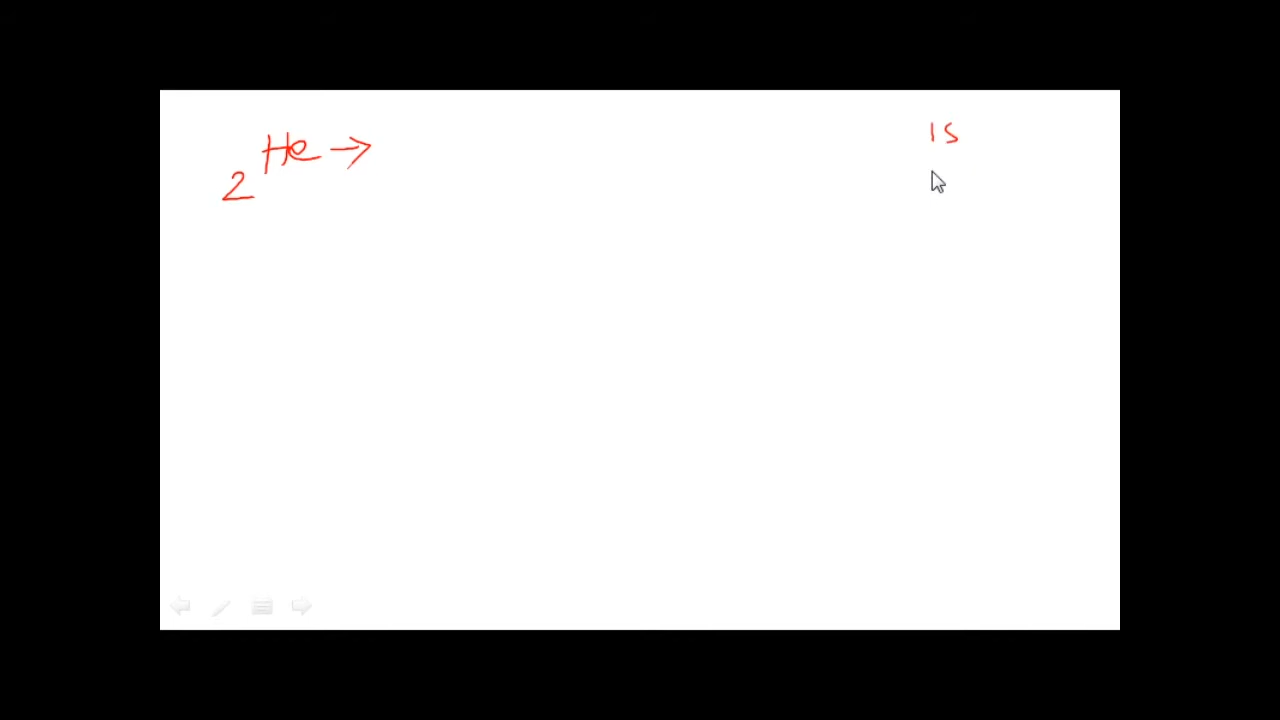 ₂He → 1s